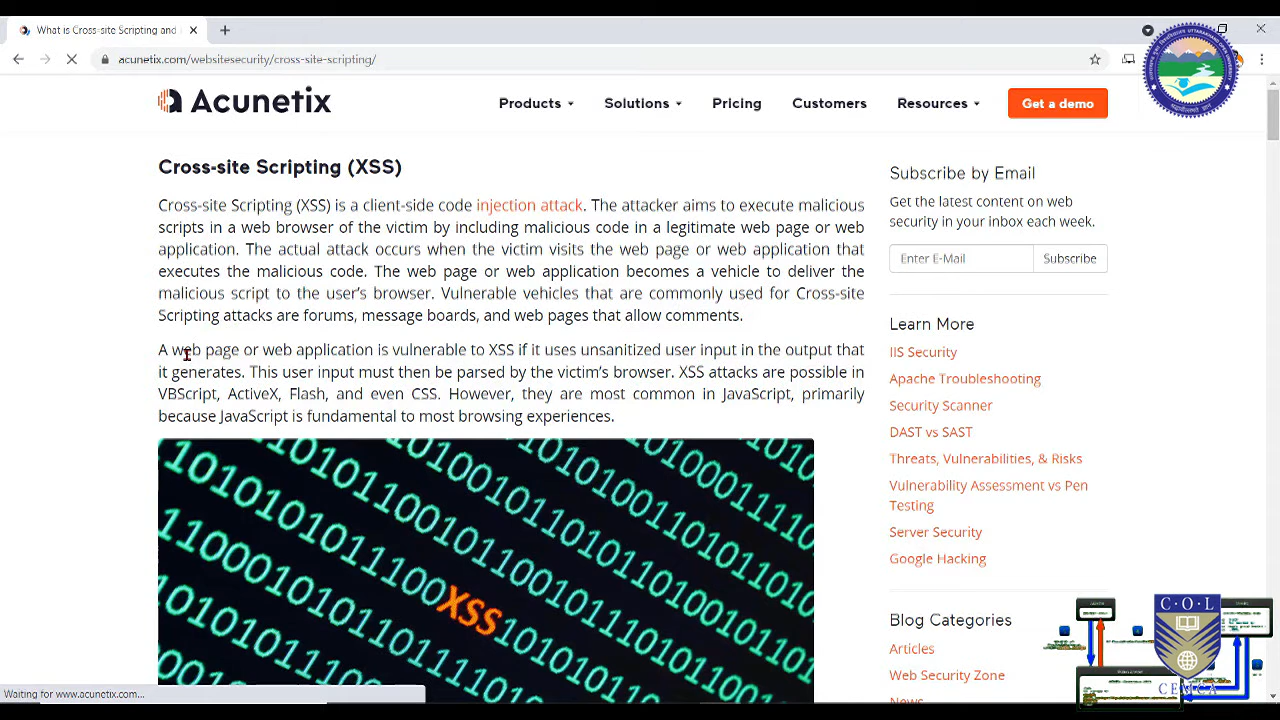 What is Cross-site Scripting and
acunetix.com/websitesecurity/cross-site-scripting/
Acunetix
Products
Solutions
Pricing
Customers
Resources
Get a demo
Cross-site Scripting (XSS)
Cross-site Scripting (XSS) is a client-side code injection attack. The attacker aims to execute malicious
scripts in a web browser of the victim by including malicious code in a legitimate web page or web
application. The actual attack occurs when the victim visits the web page or web application that
executes the malicious code. The web page or web application becomes a vehicle to deliver the
malicious script to the user's browser. Vulnerable vehicles that are commonly used for Cross-site
Scripting attacks are forums, message boards, and web pages that allow comments.
A web page or web application is vulnerable to XSS if it uses unsanitized user input in the output that
it generates. This user input must then be parsed by the victim's browser. XSS attacks are possible in
VBScript, ActiveX, Flash, and even CSS. However, they are most common in JavaScript, primarily
because JavaScript is fundamental to most browsing experiences.
XSS
Subscribe by Email
Get the latest content on web
security in your inbox each week.
Enter E-Mail
Subscribe
Learn More
IIS Security
Apache Troubleshooting
Security Scanner
DAST vs SAST
Threats, Vulnerabilities, & Risks
Vulnerability Assessment vs Pen
Testing
Server Security
Google Hacking
Blog Categories
Articles
Web Security Zone
News
C·O·L
CEMCA
Waiting for www.acunetix.com...